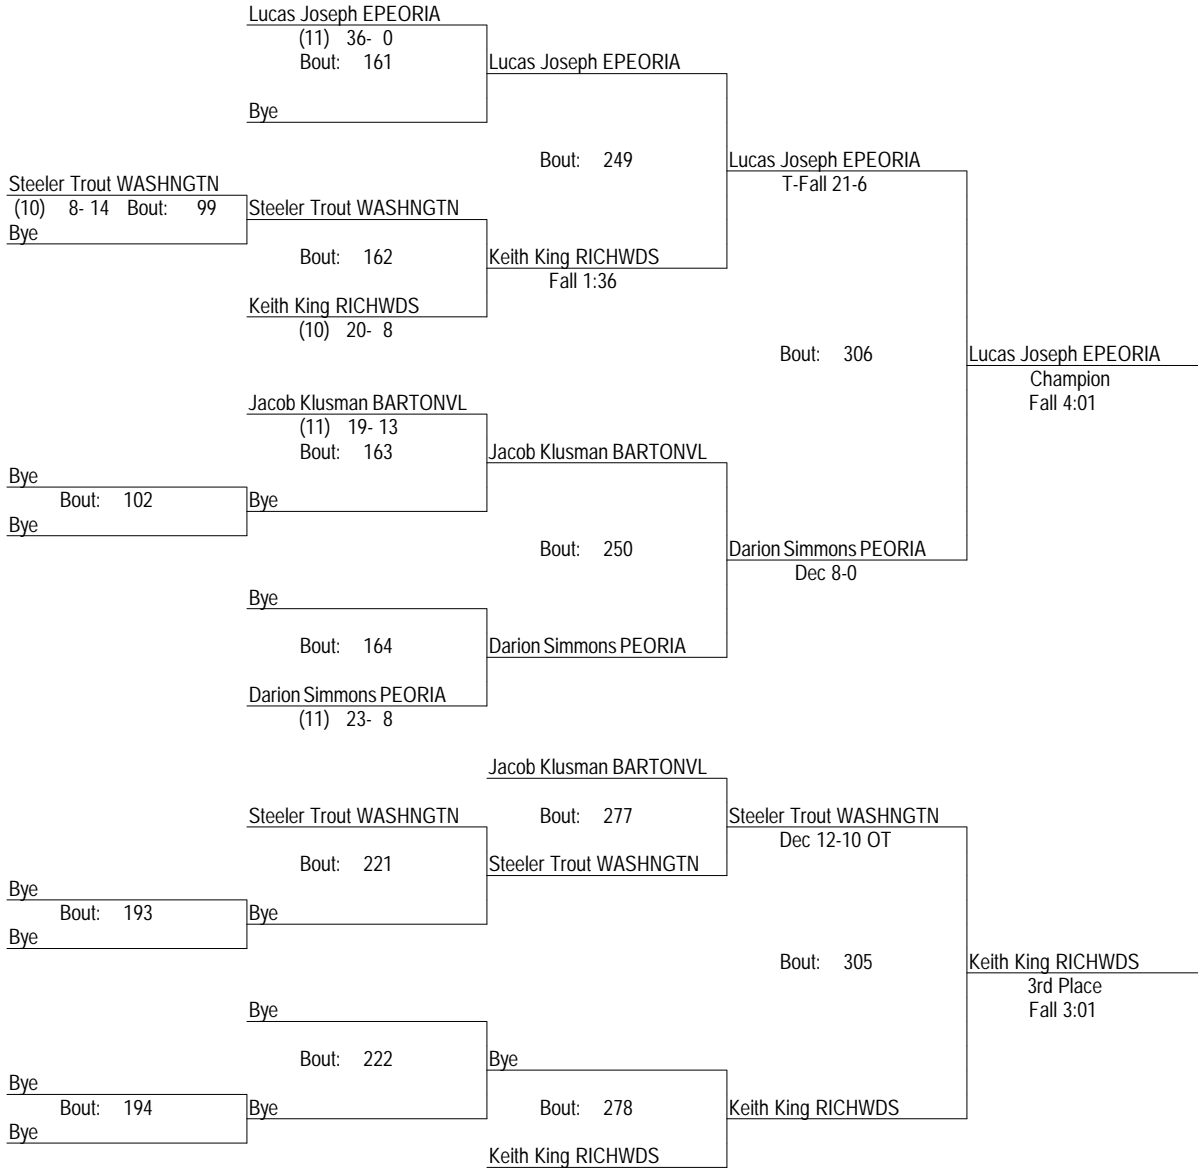 Lucas Joseph EPEORIA
(11) 36- 0
Bout: 161
Lucas Joseph EPEORIA
Bye
Bout: 249
Lucas Joseph EPEORIA
T-Fall 21-6
Steeler Trout WASHNGTN
(10) 8- 14 Bout: 99
Steeler Trout WASHNGTN
Bye
Bout: 162
Keith King RICHWDS
Fall 1:36
Keith King RICHWDS
(10) 20- 8
Bout: 306
Lucas Joseph EPEORIA
Champion
Fall 4:01
Jacob Klusman BARTONVL
(11) 19- 13
Bout: 163
Jacob Klusman BARTONVL
Bye
Bout: 102
Bye
Bye
Bout: 250
Darion Simmons PEORIA
Dec 8-0
Bye
Bout: 164
Darion Simmons PEORIA
Darion Simmons PEORIA
(11) 23- 8
Jacob Klusman BARTONVL
Steeler Trout WASHNGTN
Bout: 277
Steeler Trout WASHNGTN
Dec 12-10 OT
Bout: 221
Steeler Trout WASHNGTN
Bye
Bout: 193
Bye
Bye
Bout: 305
Keith King RICHWDS
3rd Place
Fall 3:01
Bye
Bout: 222
Bye
Bye
Bout: 194
Bye
Bye
Bout: 278
Keith King RICHWDS
Keith King RICHWDS